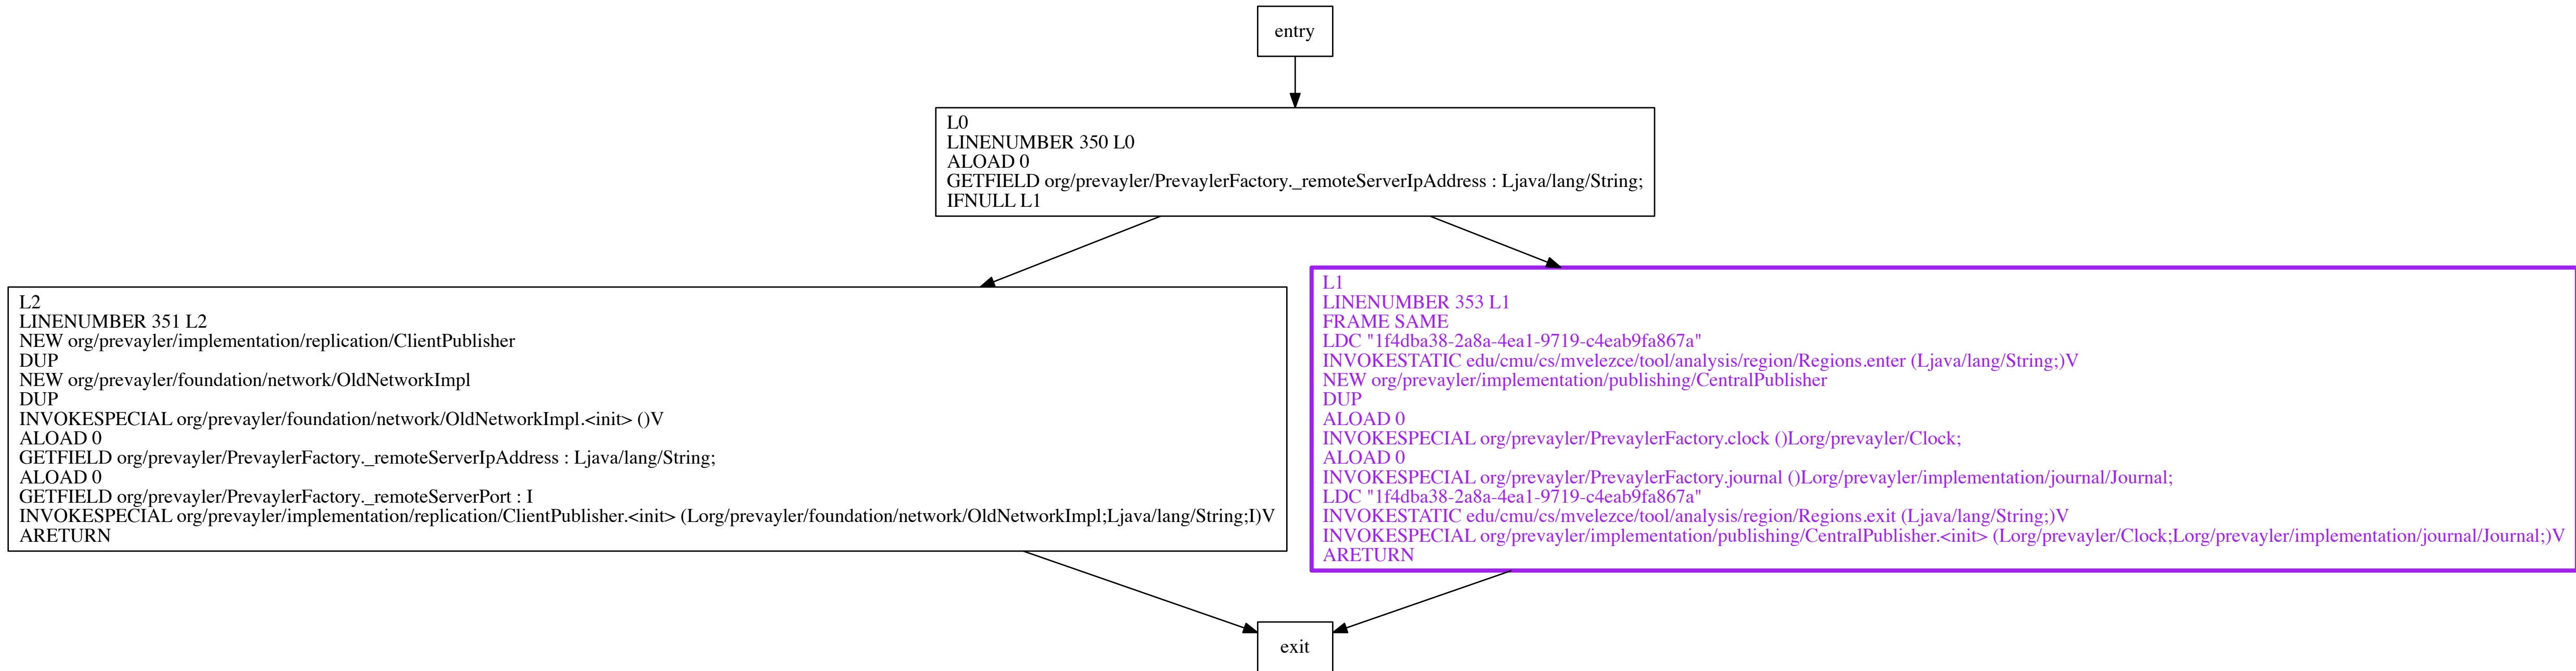 entry
L0
LINENUMBER 350 L0
ALOAD 0
GETFIELD org/prevayler/PrevaylerFactory._remoteServerIpAddress : Ljava/lang/String;
IFNULL L1
L2
LINENUMBER 351 L2
NEW org/prevayler/implementation/replication/ClientPublisher
DUP
NEW org/prevayler/foundation/network/OldNetworkImpl
DUP
INVOKESPECIAL org/prevayler/foundation/network/OldNetworkImpl.<init> ()V
ALOAD 0
GETFIELD org/prevayler/PrevaylerFactory._remoteServerIpAddress : Ljava/lang/String;
ALOAD 0
GETFIELD org/prevayler/PrevaylerFactory._remoteServerPort : I
INVOKESPECIAL org/prevayler/implementation/replication/ClientPublisher.<init> (Lorg/prevayler/foundation/network/OldNetworkImpl;Ljava/lang/String;I)V
ARETURN
L1
LINENUMBER 353 L1
FRAME SAME
LDC "1f4dba38-2a8a-4ea1-9719-c4eab9fa867a"
INVOKESTATIC edu/cmu/cs/mvelezce/tool/analysis/region/Regions.enter (Ljava/lang/String;)V
NEW org/prevayler/implementation/publishing/CentralPublisher
DUP
ALOAD 0
INVOKESPECIAL org/prevayler/PrevaylerFactory.clock ()Lorg/prevayler/Clock;
ALOAD 0
INVOKESPECIAL org/prevayler/PrevaylerFactory.journal ()Lorg/prevayler/implementation/journal/Journal;
LDC "1f4dba38-2a8a-4ea1-9719-c4eab9fa867a"
INVOKESTATIC edu/cmu/cs/mvelezce/tool/analysis/region/Regions.exit (Ljava/lang/String;)V
INVOKESPECIAL org/prevayler/implementation/publishing/CentralPublisher.<init> (Lorg/prevayler/Clock;Lorg/prevayler/implementation/journal/Journal;)V
ARETURN
exit